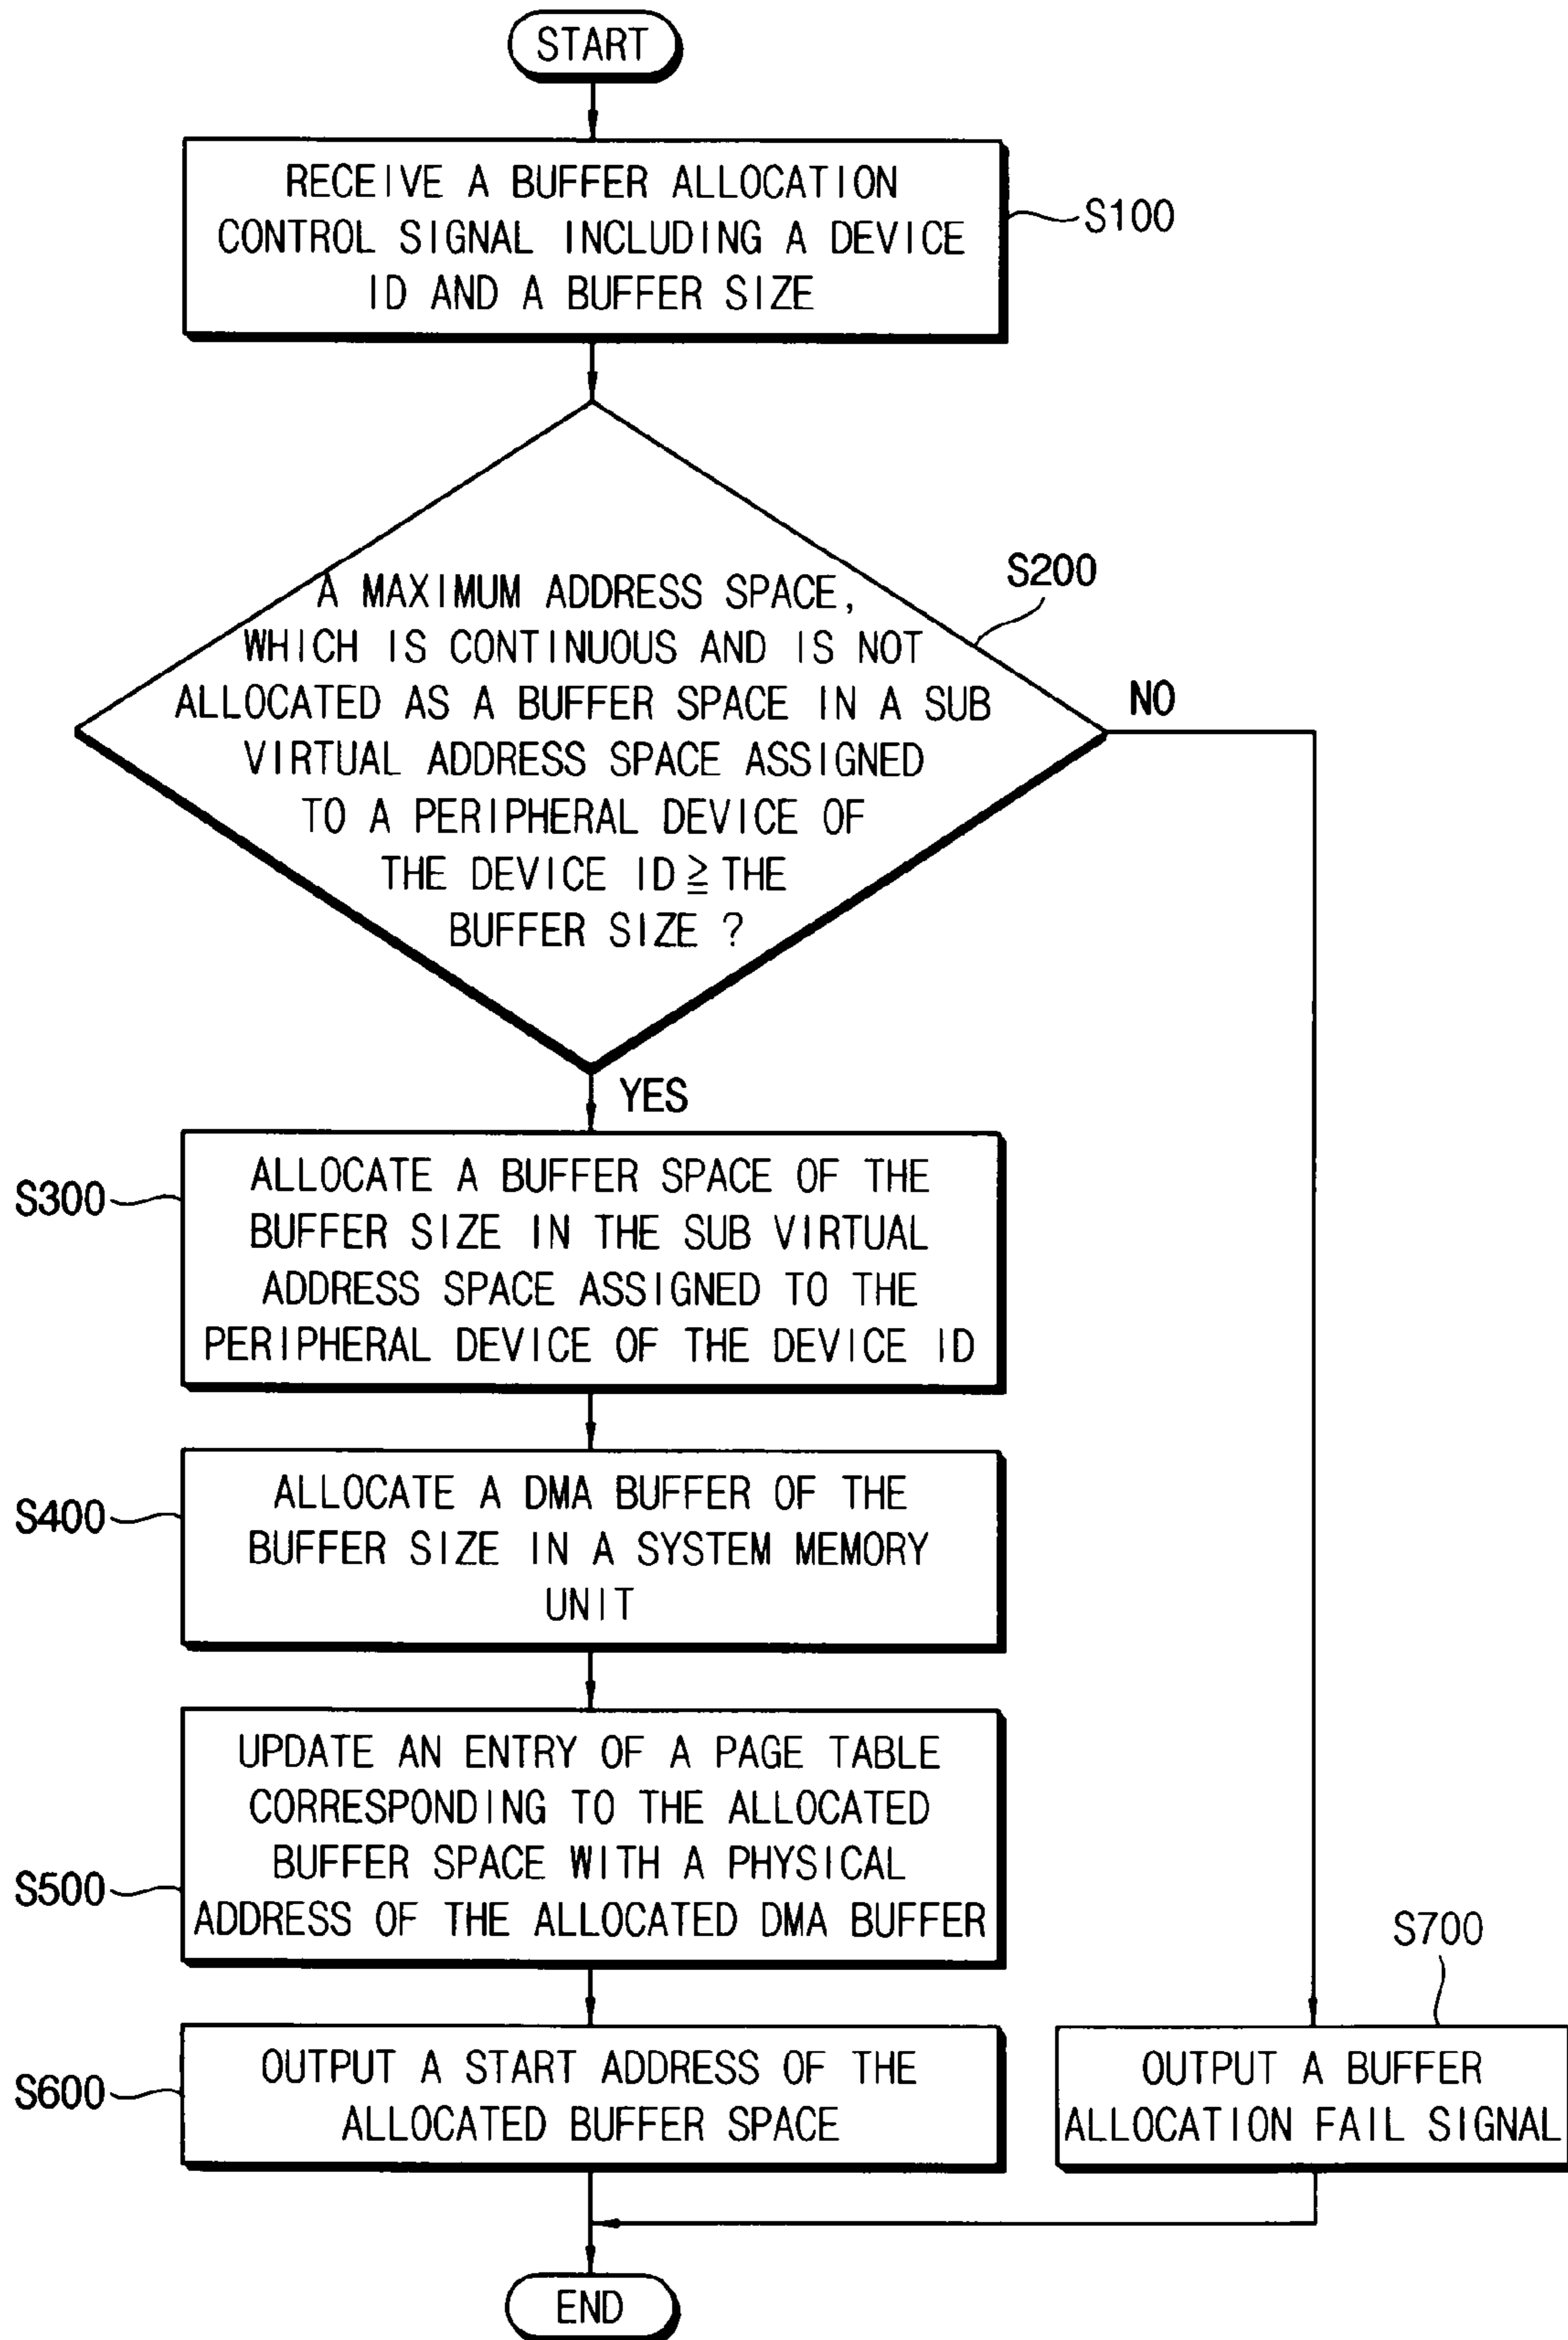 START
RECEIVE A BUFFER ALLOCATION
CONTROL SIGNAL INCLUDING A DEVICE
ID AND A BUFFER SIZE
S100
A MAXIMUM ADDRESS SPACE,
WHICH IS CONTINUOUS AND IS NOT
ALLOCATED AS A BUFFER SPACE IN A SUB
VIRTUAL ADDRESS SPACE ASSIGNED
TO A PERIPHERAL DEVICE OF
THE DEVICE ID ≧ THE
BUFFER SIZE ?
S200
NO
YES
S300
ALLOCATE A BUFFER SPACE OF THE
BUFFER SIZE IN THE SUB VIRTUAL
ADDRESS SPACE ASSIGNED TO THE
PERIPHERAL DEVICE OF THE DEVICE ID
S400
ALLOCATE A DMA BUFFER OF THE
BUFFER SIZE IN A SYSTEM MEMORY
UNIT
S500
UPDATE AN ENTRY OF A PAGE TABLE
CORRESPONDING TO THE ALLOCATED
BUFFER SPACE WITH A PHYSICAL
ADDRESS OF THE ALLOCATED DMA BUFFER
S600
OUTPUT A START ADDRESS OF THE
ALLOCATED BUFFER SPACE
S700
OUTPUT A BUFFER
ALLOCATION FAIL SIGNAL
END